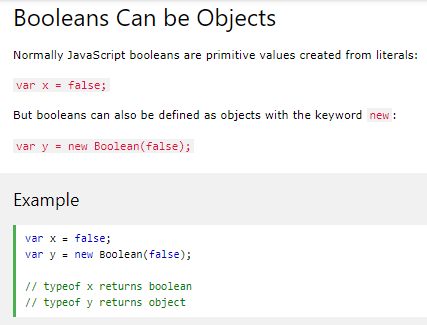 Booleans Can be Objects
Normally JavaScript booleans are primitive values created from literals:
var x = false;
But booleans can also be defined as objects with the keyword new:
var y = new Boolean(false);
Example
var x = false;
var y = new Boolean(false);
// typeof x returns boolean
// typeof y returns object